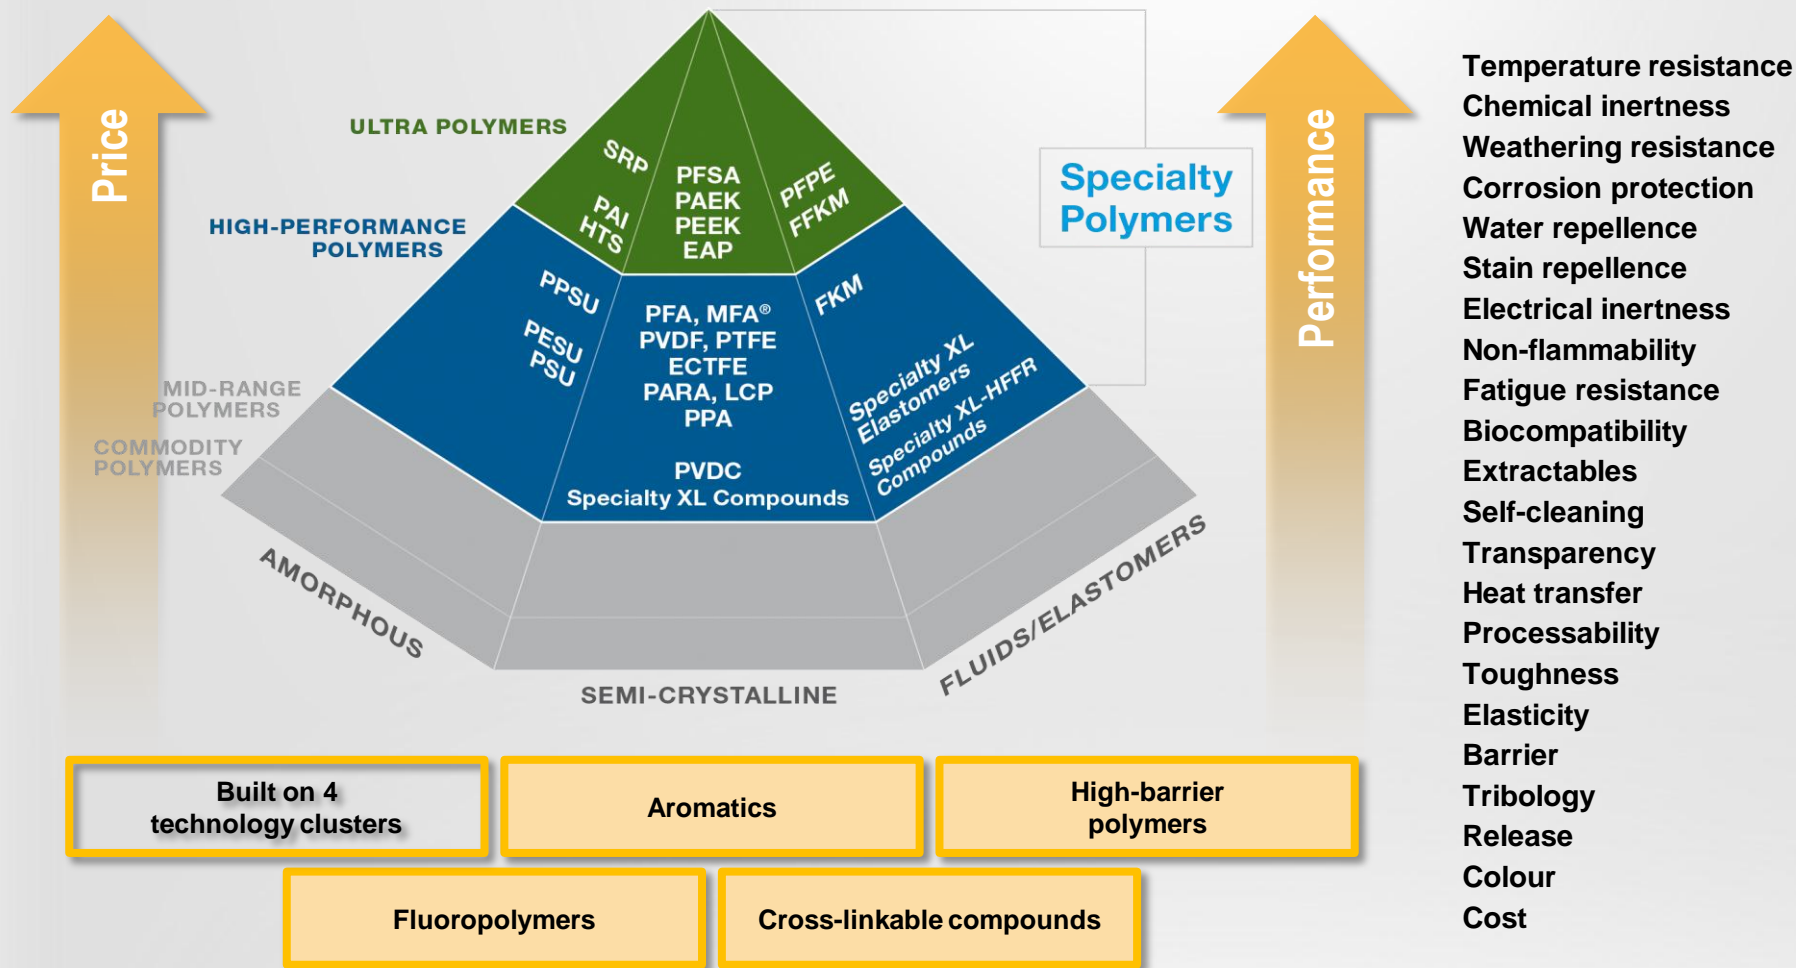 Price
ULTRA POLYMERS
HIGH-PERFORMANCE
POLYMERS
MID-RANGE
POLYMERS
COMMODITY
POLYMERS
SRP
PAI
HTS
PFSA
PAEK
PEEK
EAP
PFPE
FFKM
PPSU
PESU
PSU
PFA, MFA®
PVDF, PTFE
ECTFE
PARA, LCP
PPA
PVDC
Specialty XL Compounds
FKM
Specialty XL
Elastomers
Specialty XL-HFFR
Compounds
AMORPHOUS
SEMI-CRYSTALLINE
FLUIDS/ELASTOMERS
Specialty
Polymers
Performance
Temperature resistance
Chemical inertness
Weathering resistance
Corrosion protection
Water repellence
Stain repellence
Electrical inertness
Non-flammability
Fatigue resistance
Biocompatibility
Extractables
Self-cleaning
Transparency
Heat transfer
Processability
Toughness
Elasticity
Barrier
Tribology
Release
Colour
Cost
Built on 4
technology clusters
Aromatics
High-barrier
polymers
Fluoropolymers
Cross-linkable compounds